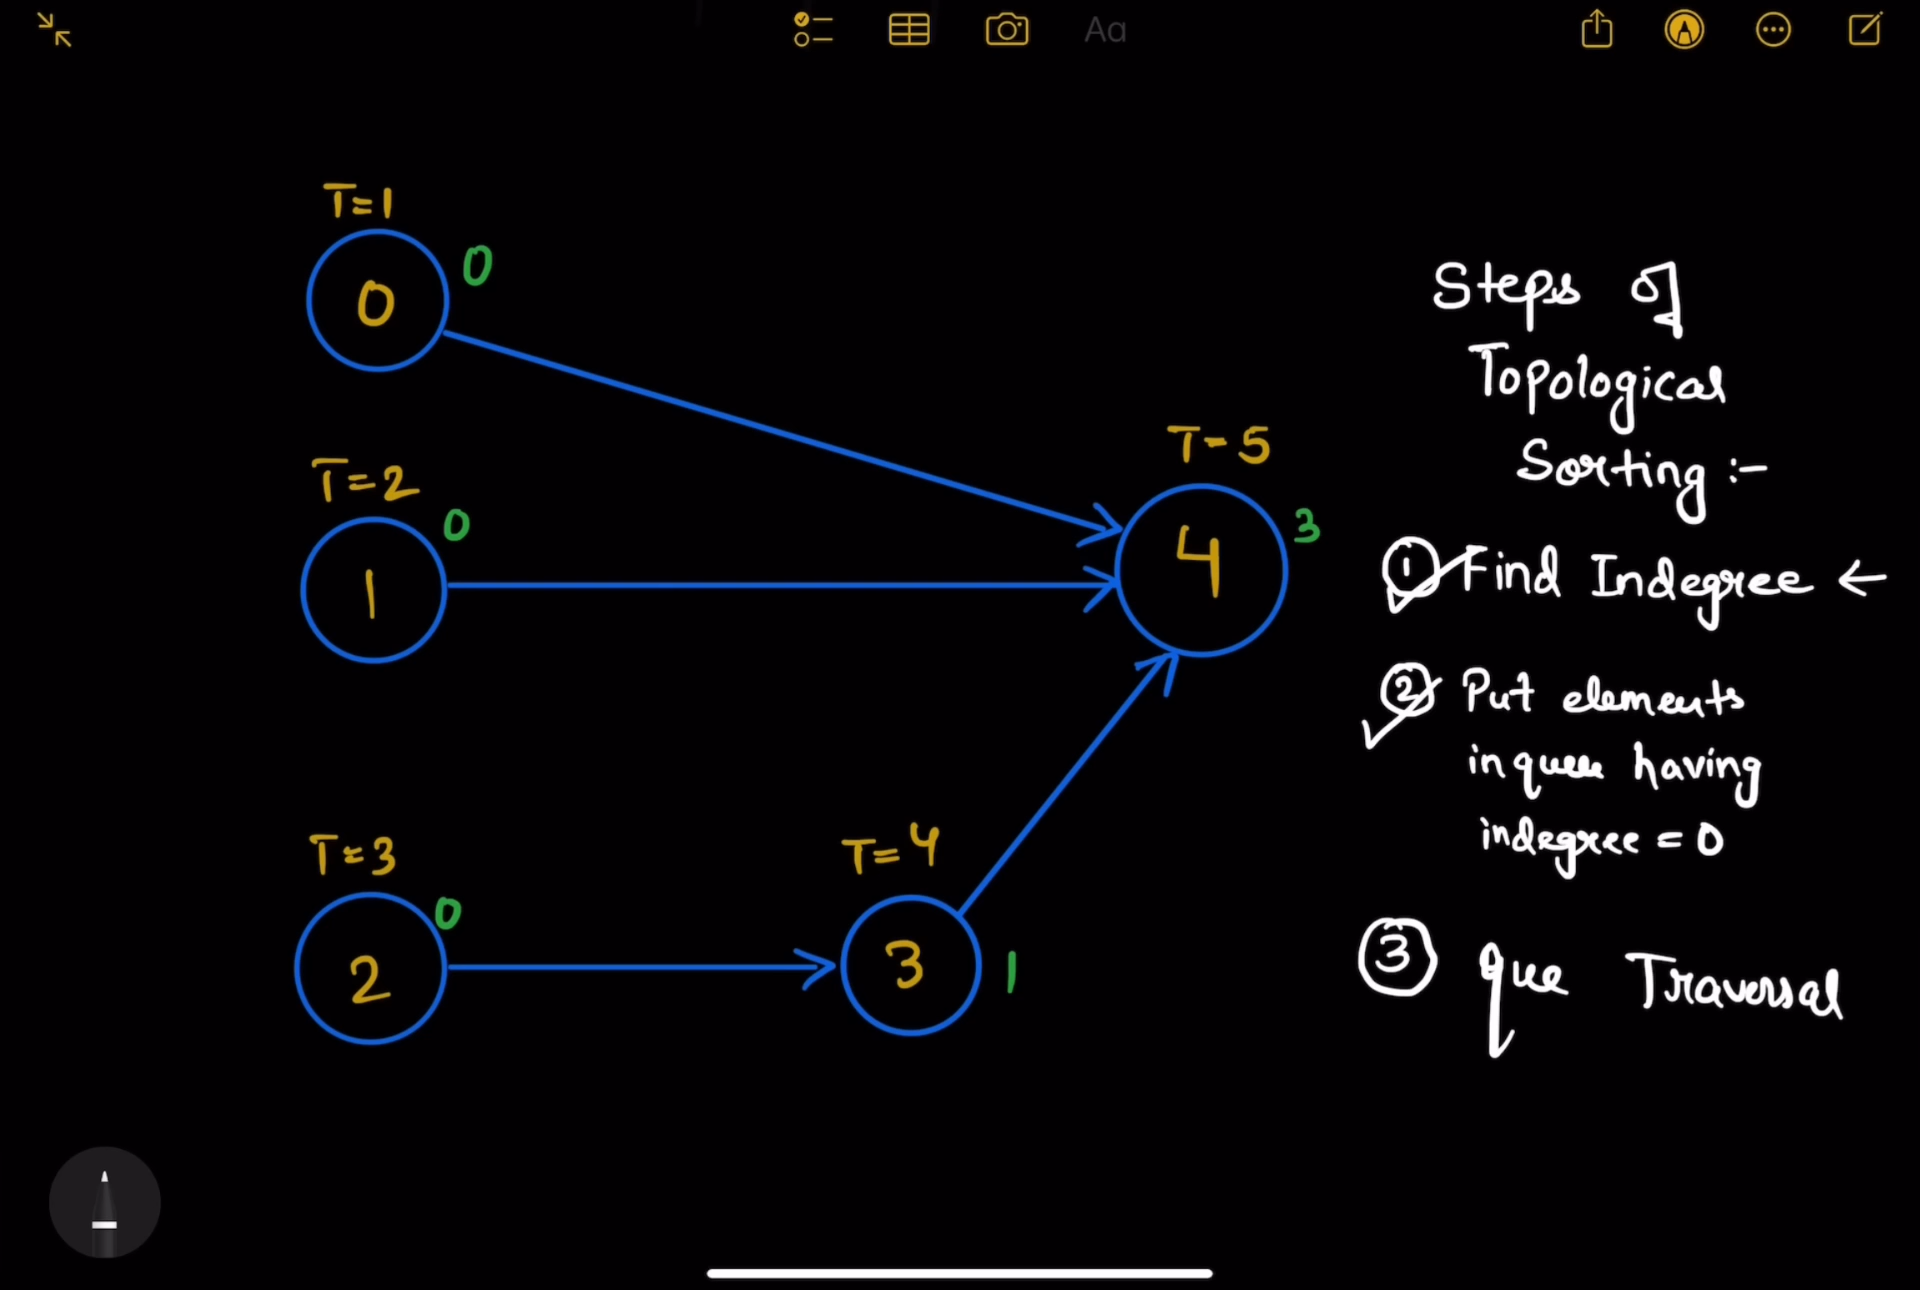 Aa
T=1
0
0
T=2
0
1
T-5
3
4
T=3
0
2
T=4
3
1
Steps of
Topological
Sorting :-
1 Find Indegree ←
2 Put elements
in queue having
indegree = 0
3 que Traversal